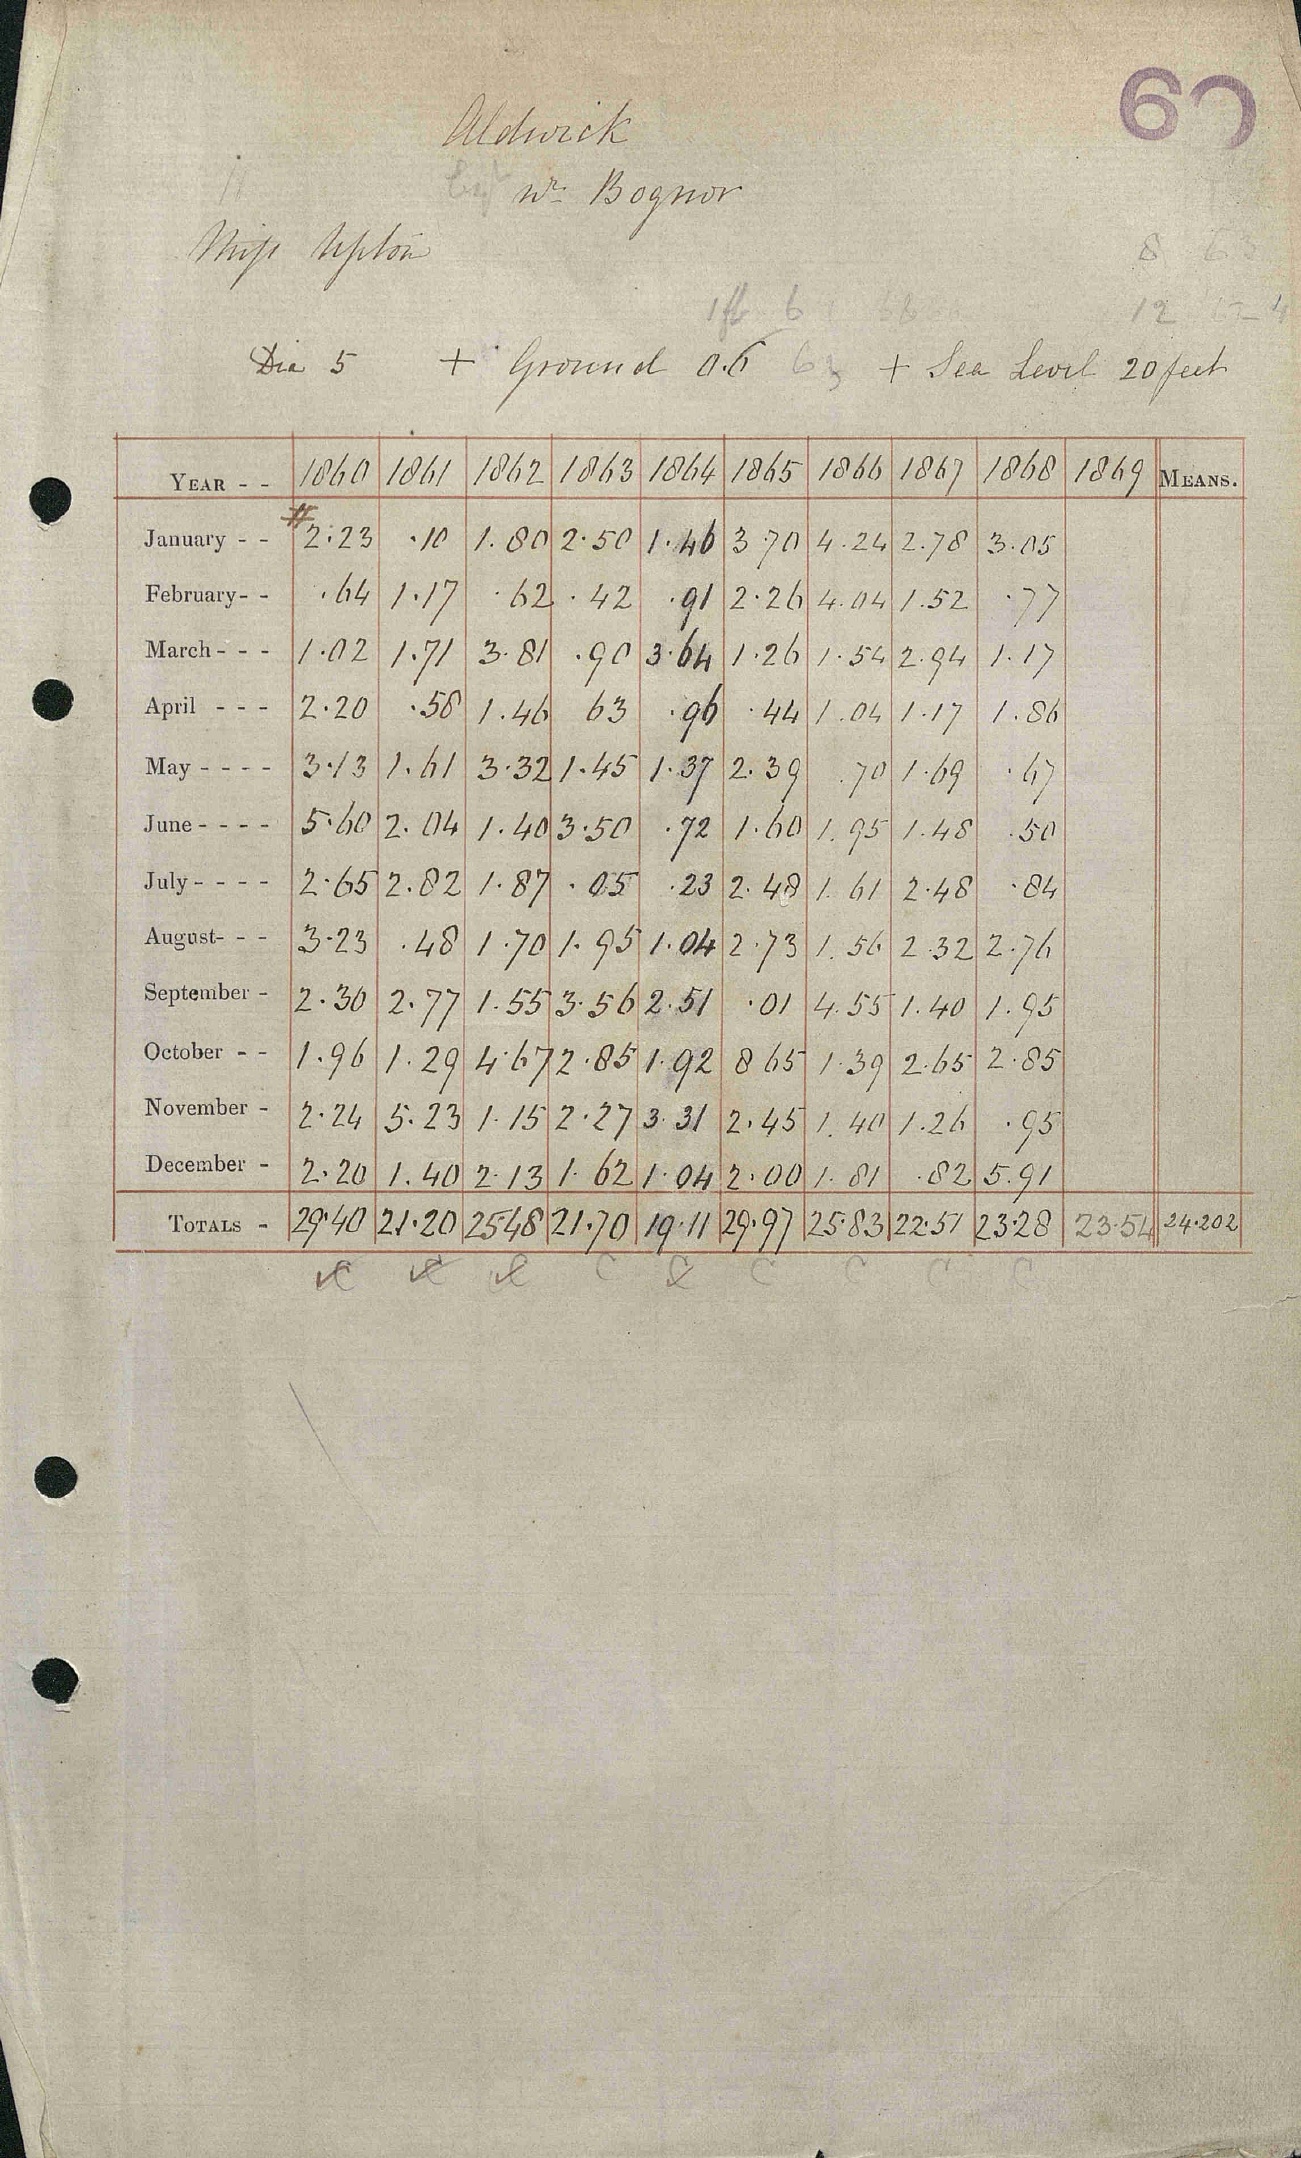 60
Aldwick
nr Bognor
Miss Upton
8 63
1 ft 6
12
Dia 5 + Ground 0.6 63 + Sea Level 20 feet
YEAR - - 1860 1861 1862 1863 1864 1865 1866 1867 1868 1869 MEANS.
January - - 2.23 .10 1.80 2.50 1.46 3.70 4.24 2.78 3.05
February- - .64 1.17 .62 .42 .91 2.26 4.04 1.52 .77
March - - - 1.02 1.71 3.81 .90 3.64 1.26 1.54 2.94 1.17
April - - - 2.20 .58 1.46 63 .96 .44 1.04 1.17 1.86
May - - - - 3.13 1.61 3.32 1.45 1.37 2.39 .70 1.69 .67
June - - - - 5.60 2.04 1.40 3.50 .72 1.60 1.95 1.48 .50
July - - - - 2.65 2.82 1.87 .05 .23 2.48 1.61 2.48 .84
August- - - 3.23 .48 1.70 1.95 1.04 2.73 1.56 2.32 2.76
September - 2.30 2.77 1.55 3.56 2.51 .01 4.55 1.40 1.95
October - - 1.96 1.29 4.67 2.85 1.92 8 65 1.39 2.65 2.85
November - 2.24 5.23 1.15 2.27 3.31 2.45 1.40 1.26 .95
December - 2.20 1.40 2.13 1.62 1.04 2.00 1.81 .82 5.91
TOTALS - 29.40 21.20 25.48 21.70 19.11 29.97 25.83 22.51 23.28 23.54 24.202
C C C C C C C C C